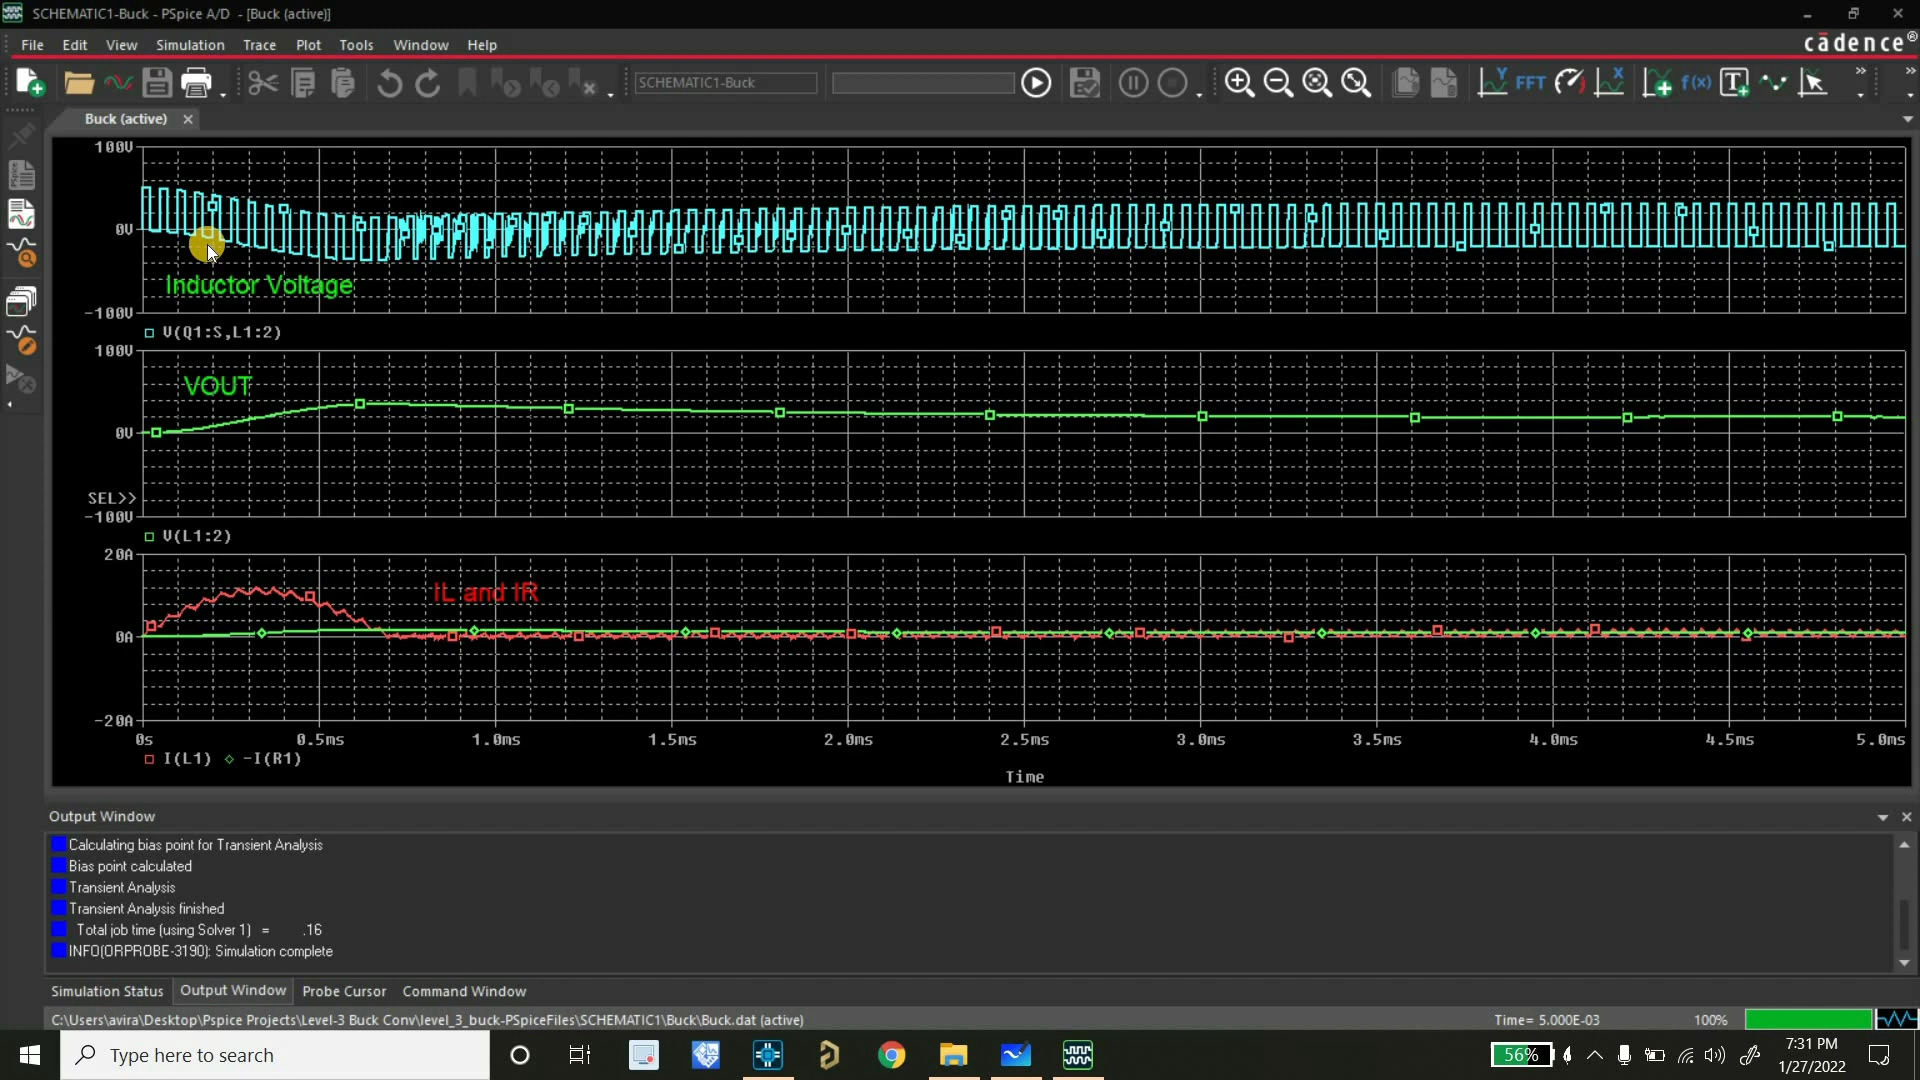 SCHEMATIC1-Buck - PSpice A/D - [Buck (active)]
File Edit View Simulation Trace Plot Tools Window Help
cādence®
SCHEMATIC1-Buck
FFT
f(x)
Buck (active)
100V
0V
Inductor Voltage
-100V
V(Q1:S,L1:2)
100V
VOUT
0V
SEL>>
-100V
V(L1:2)
20A
IL and IR
0A
-20A
0s 0.5ms 1.0ms 1.5ms 2.0ms 2.5ms 3.0ms 3.5ms 4.0ms 4.5ms 5.0ms
I(L1) -I(R1)
Time
Output Window
Calculating bias point for Transient Analysis
Bias point calculated
Transient Analysis
Transient Analysis finished
Total job time (using Solver 1) = .16
INFO(ORPROBE-3190): Simulation complete
Simulation Status Output Window Probe Cursor Command Window
C:\Users\avira\Desktop\Pspice Projects\Level-3 Buck Conv\level_3_buck-PSpiceFiles\SCHEMATIC1\Buck\Buck.dat (active) Time= 5.000E-03 100%
Type here to search
56%
7:31 PM
1/27/2022